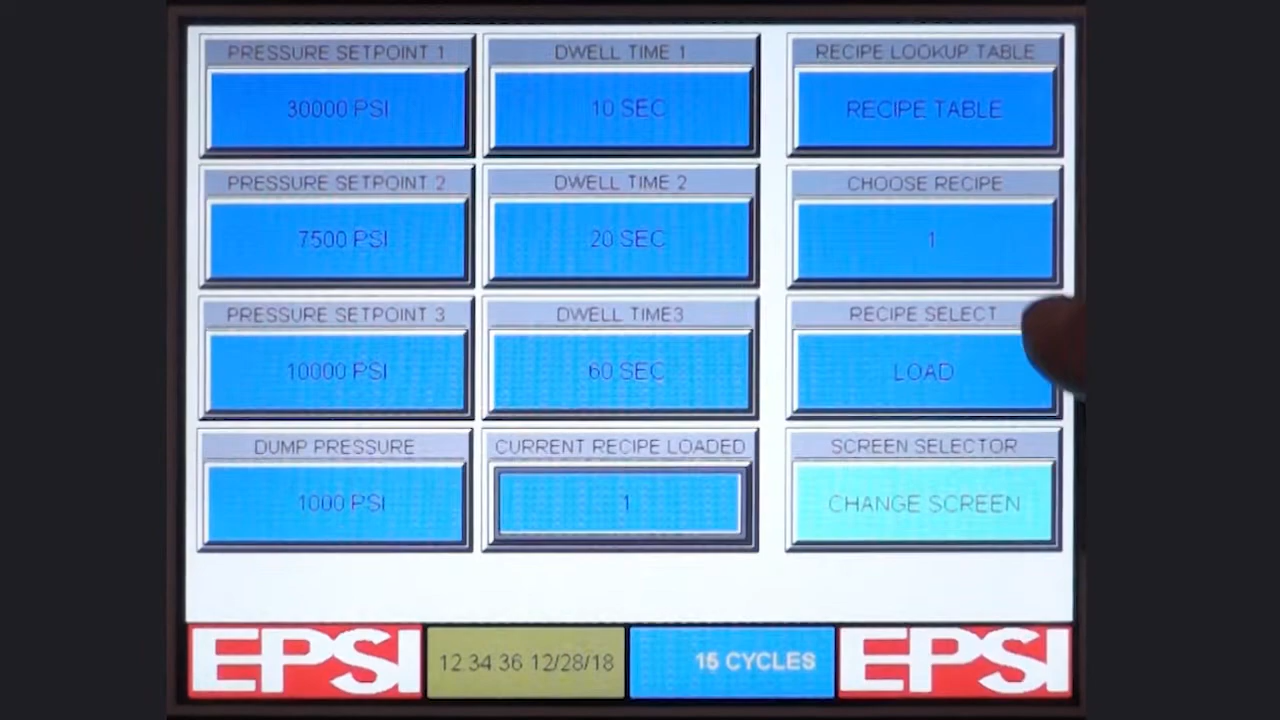 PRESSURE SETPOINT 1
30000 PSI
DWELL TIME 1
10 SEC
RECIPE LOOKUP TABLE
RECIPE TABLE
PRESSURE SETPOINT 2
7500 PSI
DWELL TIME 2
20 SEC
CHOOSE RECIPE
1
PRESSURE SETPOINT 3
10000 PSI
DWELL TIME3
60 SEC
RECIPE SELECT
LOAD
DUMP PRESSURE
1000 PSI
CURRENT RECIPE LOADED
1
SCREEN SELECTOR
CHANGE SCREEN
EPSI
12 34 36 12/28/18
15 CYCLES
EPSI